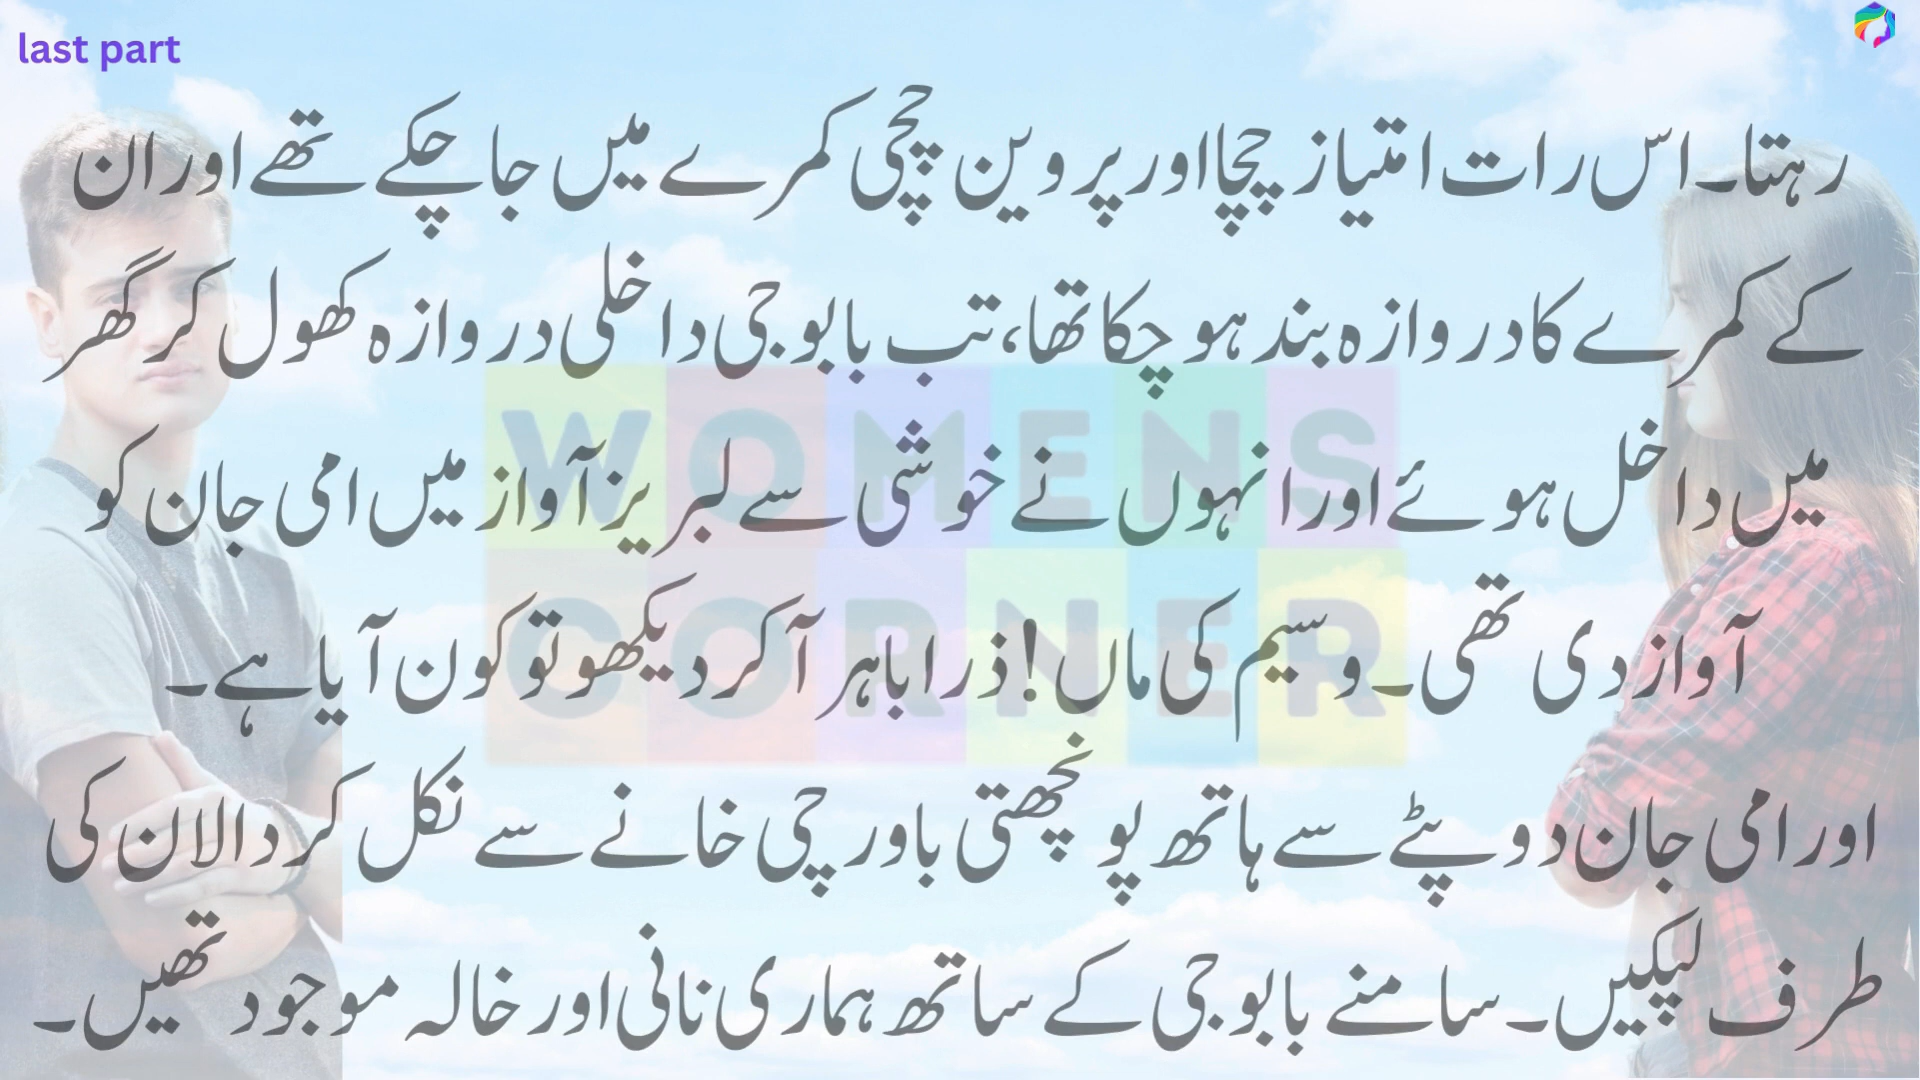 last part
رہتا۔ اس رات امتیاز چچا اور پروین چچی کمرے میں جا چکے تھے اور ان
کے کمرے کا دروازہ بند ہو چکا تھا، تب بابو جی داخلی دروازہ کھول کر گھر
میں داخل ہوئے اور انہوں نے خوشی سے لبریز آواز میں امی جان کو
آواز دی تھی۔ وسیم کی ماں! ذرا باہر آ کر دیکھو تو کون آیا ہے۔
اور امی جان دوپٹے سے ہاتھ پونچھتی باورچی خانے سے نکل کر دالان کی
طرف لپکیں۔ سامنے بابو جی کے ساتھ ہماری نانی اور خالہ موجود تھیں۔
WOMENS
CORNER